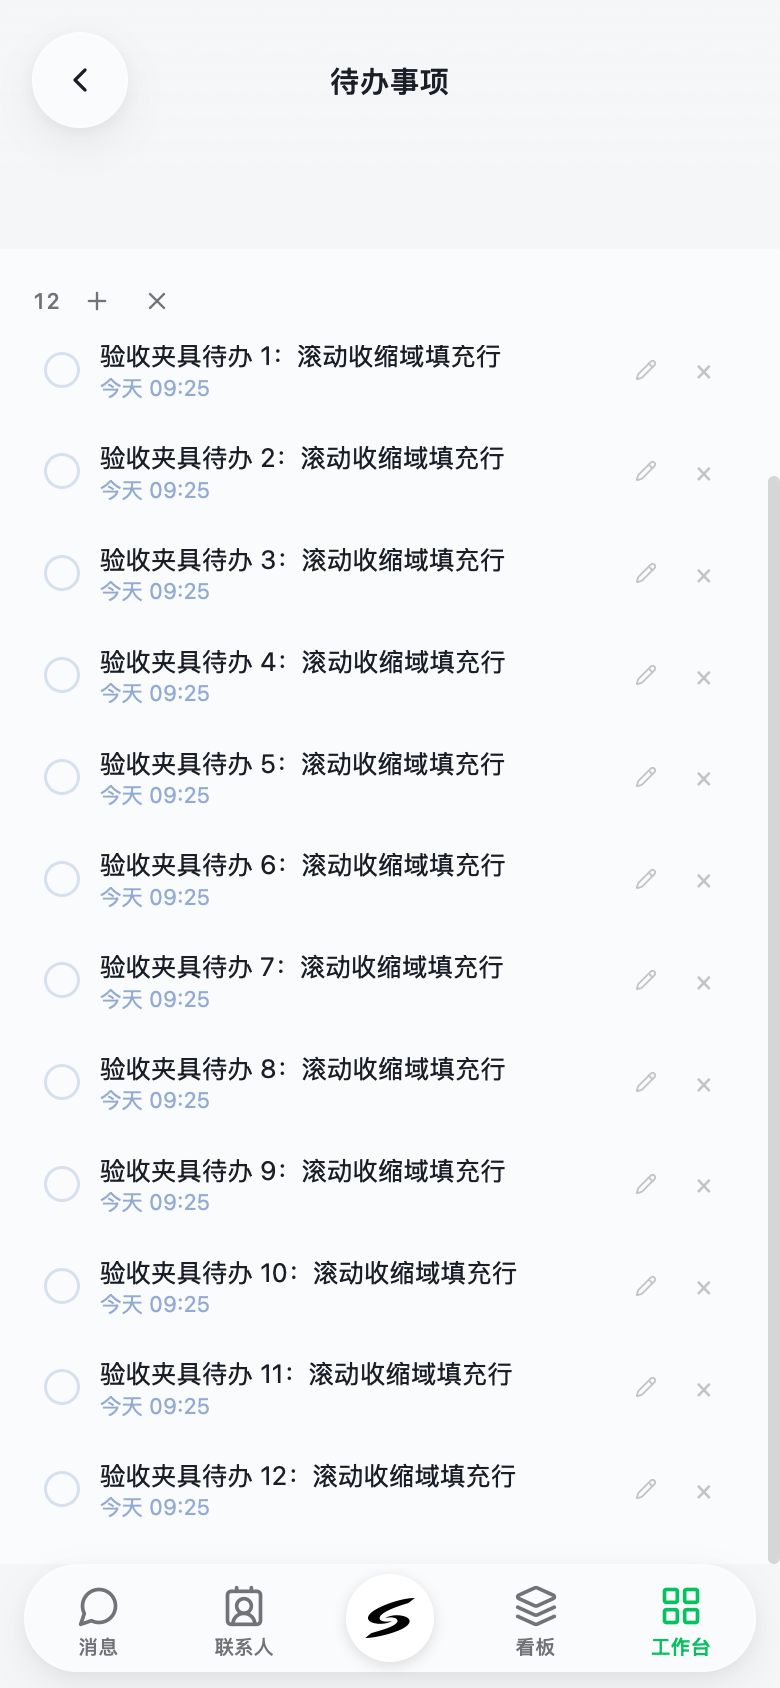 待办事项
12
验收夹具待办 1：滚动收缩域填充行
今天 09:25
验收夹具待办 2：滚动收缩域填充行
今天 09:25
验收夹具待办 3：滚动收缩域填充行
今天 09:25
验收夹具待办 4：滚动收缩域填充行
今天 09:25
验收夹具待办 5：滚动收缩域填充行
今天 09:25
验收夹具待办 6：滚动收缩域填充行
今天 09:25
验收夹具待办 7：滚动收缩域填充行
今天 09:25
验收夹具待办 8：滚动收缩域填充行
今天 09:25
验收夹具待办 9：滚动收缩域填充行
今天 09:25
验收夹具待办 10：滚动收缩域填充行
今天 09:25
验收夹具待办 11：滚动收缩域填充行
今天 09:25
验收夹具待办 12：滚动收缩域填充行
今天 09:25
消息
联系人
看板
工作台